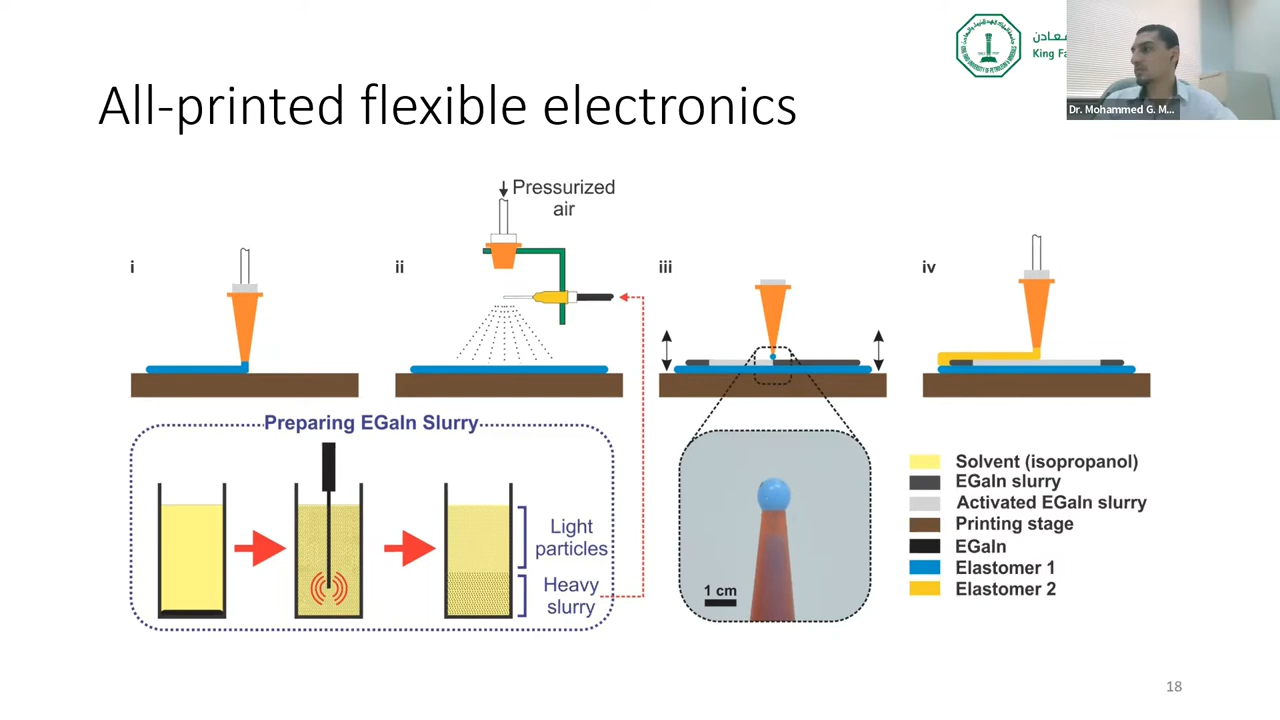 All-printed flexible electronics
معادن
King Fa
Dr. Mohammed G. M...
Pressurized
air
i
ii
iii
iv
Preparing EGaIn Slurry
Light
particles
Heavy
slurry
1 cm
Solvent (isopropanol)
EGaIn slurry
Activated EGaIn slurry
Printing stage
EGaIn
Elastomer 1
Elastomer 2
18